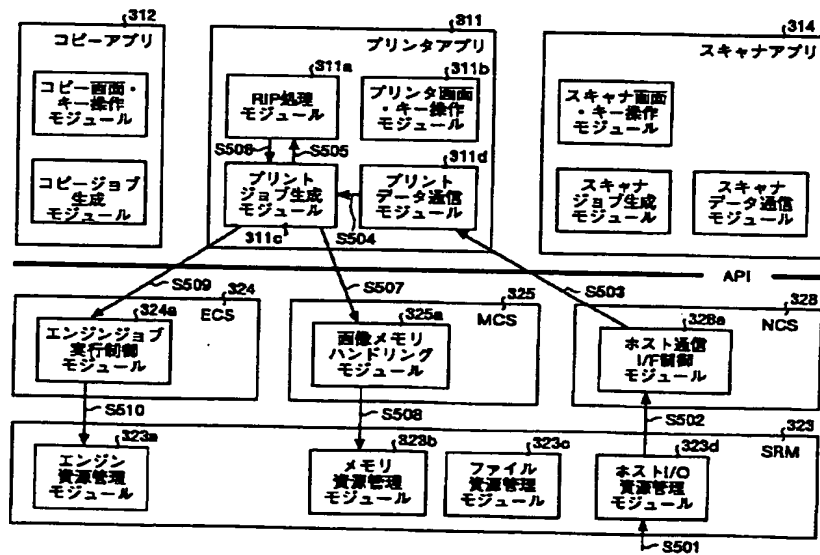 312
コピーアプリ
コピー画面・
キー操作
モジュール
コピージョブ
生成
モジュール
311
プリンタアプリ
311a
RIP処理
モジュール
311b
プリンタ画面
・キー操作
モジュール
S506
S505
311d
プリント
ジョブ生成
モジュール
プリント
データ通信
モジュール
S504
311c
314
スキャナアプリ
スキャナ画面
・キー操作
モジュール
スキャナ
ジョブ生成
モジュール
スキャナ
データ通信
モジュール
API
S509
S507
S503
324
ECS
324a
エンジンジョブ
実行制御
モジュール
325
MCS
325a
画像メモリ
ハンドリング
モジュール
328
NCS
328a
ホスト通信
I/F制御
モジュール
S510
S508
S502
323
SRM
323a
エンジン
資源管理
モジュール
323b
メモリ
資源管理
モジュール
323c
ファイル
資源管理
モジュール
323d
ホストI/O
資源管理
モジュール
S501